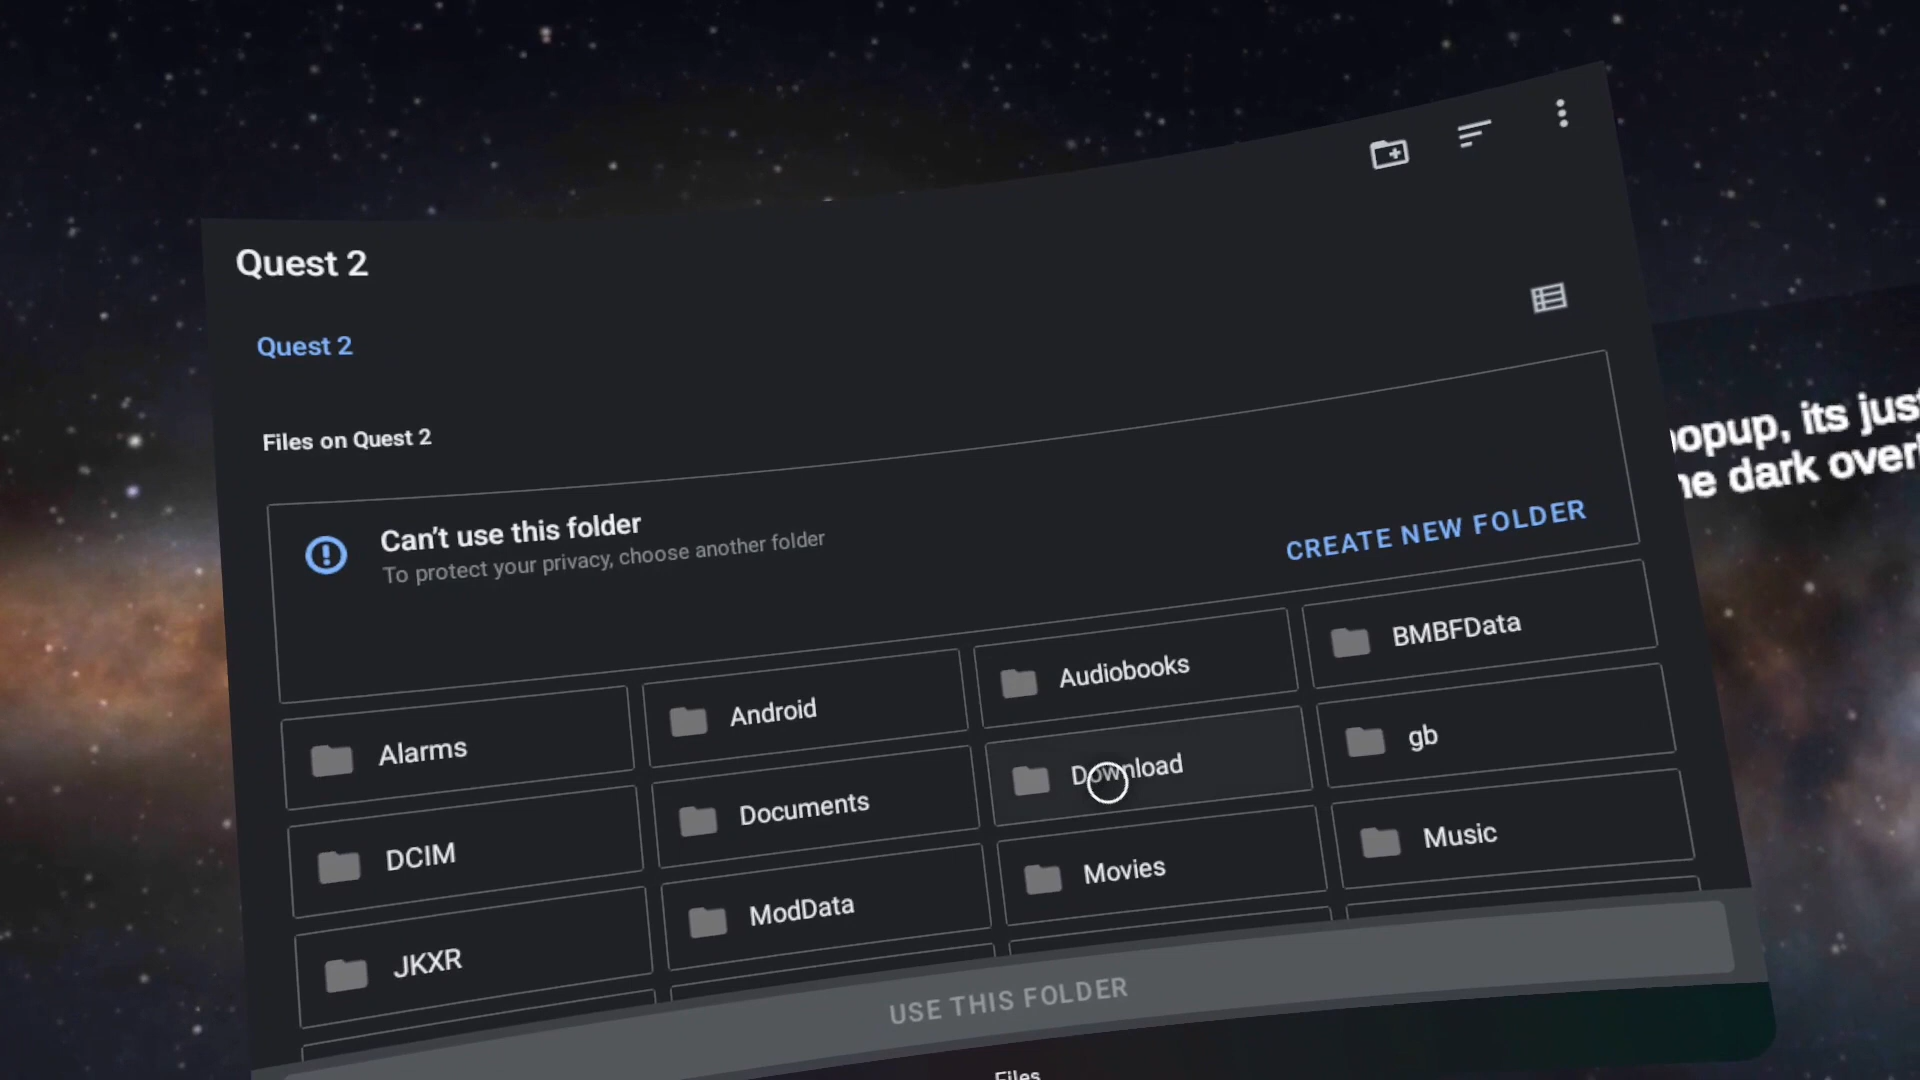 Quest 2
Quest 2
Files on Quest 2
popup, its jus
he dark over
Can't use this folder
To protect your privacy, choose another folder
CREATE NEW FOLDER
Alarms
Android
Audiobooks
BMBFData
DCIM
Documents
Download
gb
JKXR
ModData
Movies
Music
USE THIS FOLDER
Files